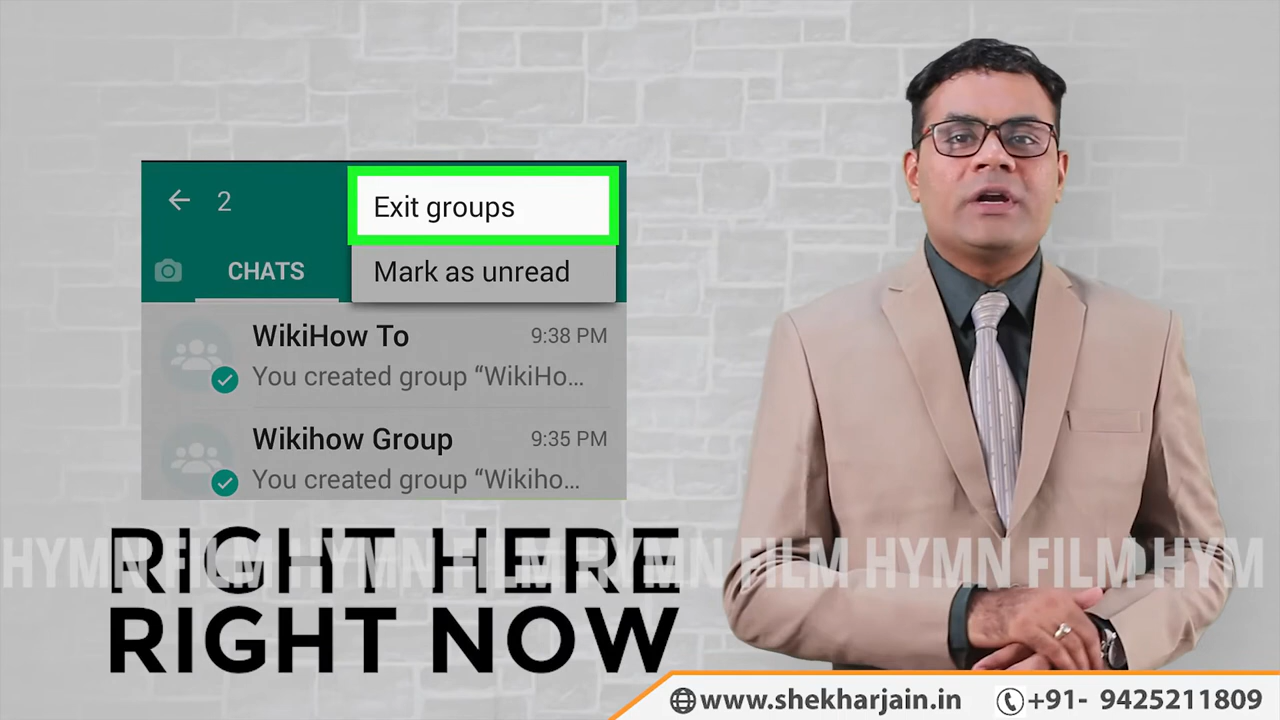 2
Exit groups
CHATS
Mark as unread
WikiHow To
9:38 PM
You created group “WikiHo...
Wikihow Group
9:35 PM
You created group “Wikiho...
RIGHT HERE
HYMN FILM HYMN FILM HYMN FILM HYMN FILM HYM
RIGHT NOW
www.shekharjain.in
+91- 9425211809